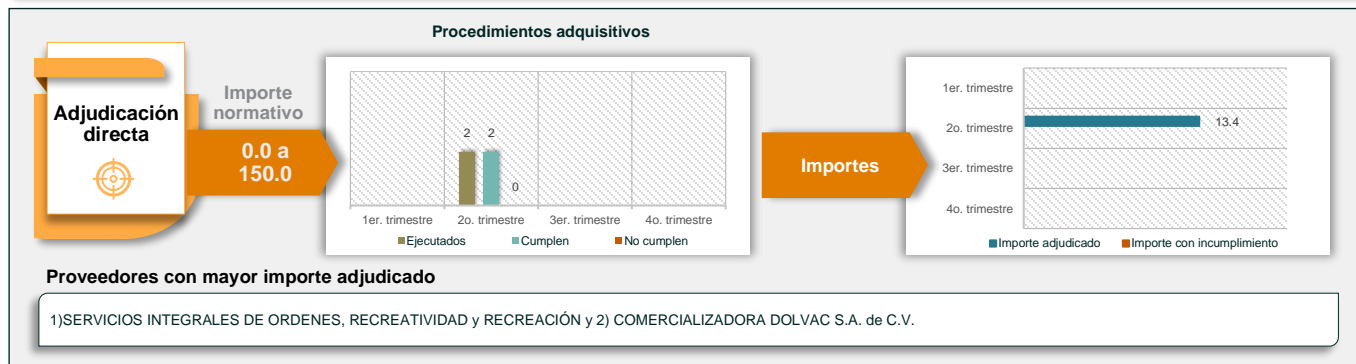 Procedimientos adquisitivos
Adjudicación
directa
Importe
normativo
0.0 a
150.0
2
2
0
1er. trimestre
2o. trimestre
3er. trimestre
4o. trimestre
Ejecutados
Cumplen
No cumplen
Importes
1er. trimestre
2o. trimestre
3er. trimestre
4o. trimestre
13.4
Importe adjudicado
Importe con incumplimiento
Proveedores con mayor importe adjudicado
1)SERVICIOS INTEGRALES DE ORDENES, RECREATIVIDAD y RECREACIÓN y 2) COMERCIALIZADORA DOLVAC S.A. de C.V.